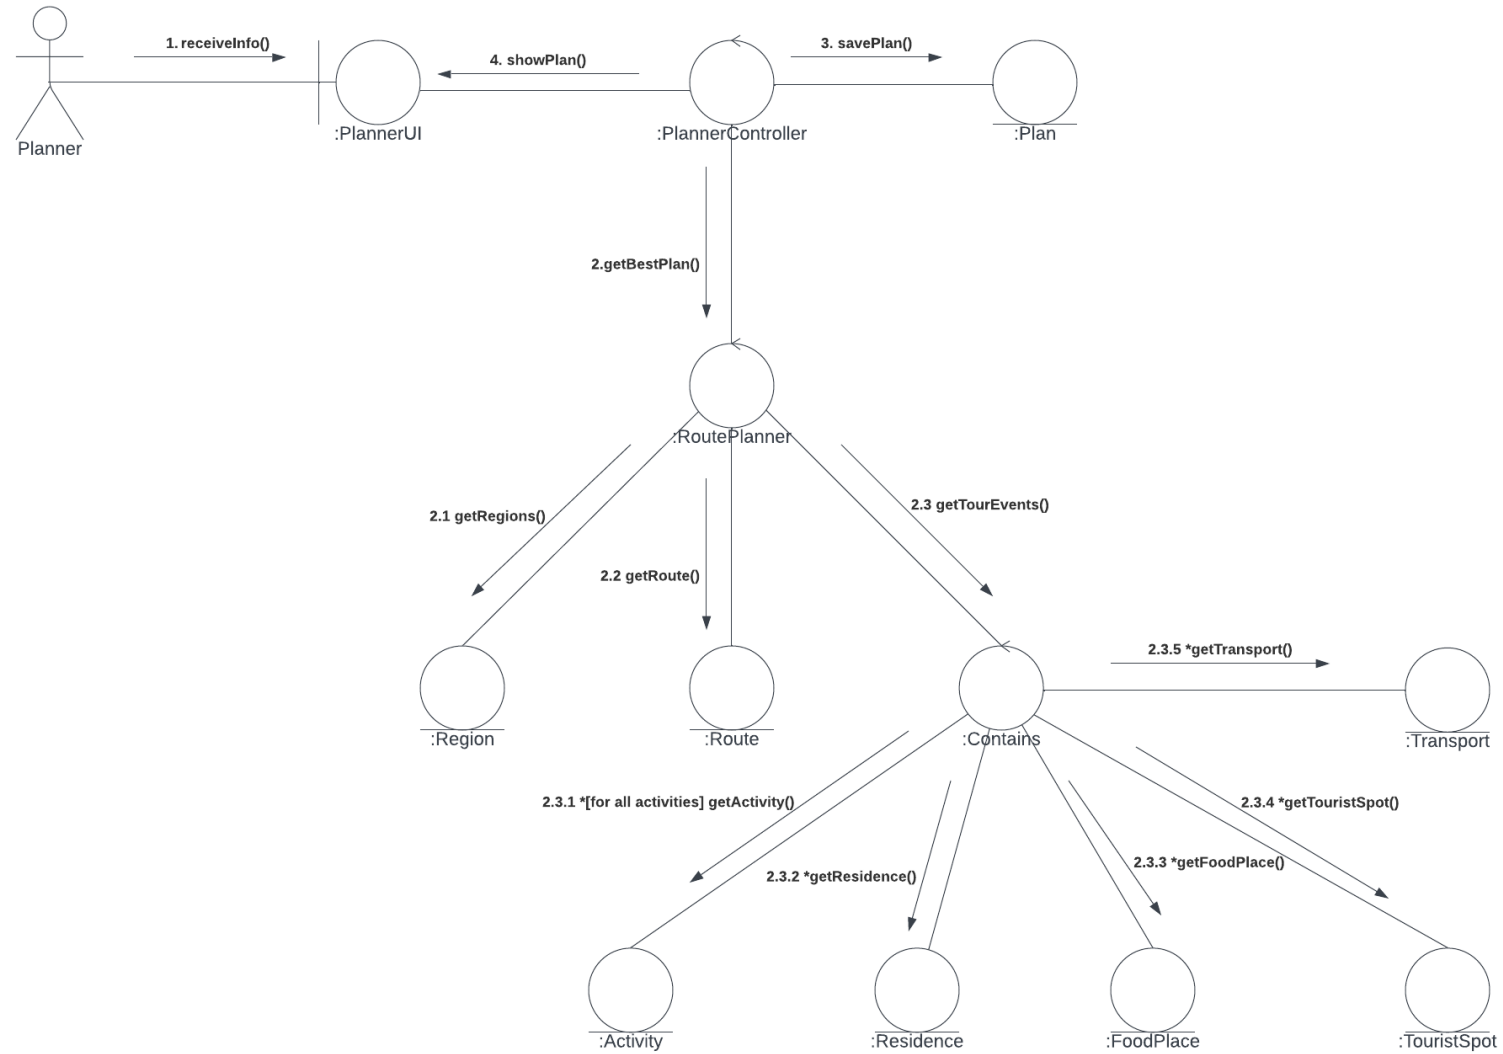 1. receiveInfo()
4. showPlan()
3. savePlan()
:PlannerUI
:PlannerController
:Plan
Planner
2.getBestPlan()
:RoutePlanner
2.1 getRegions()
2.3 getTourEvents()
2.2 getRoute()
2.3.5 *getTransport()
:Region
:Route
:Contains
:Transport
2.3.1 *[for all activities] getActivity()
2.3.4 *getTouristSpot()
2.3.2 *getResidence()
2.3.3 *getFoodPlace()
:Activity
:Residence
:FoodPlace
:TouristSpot